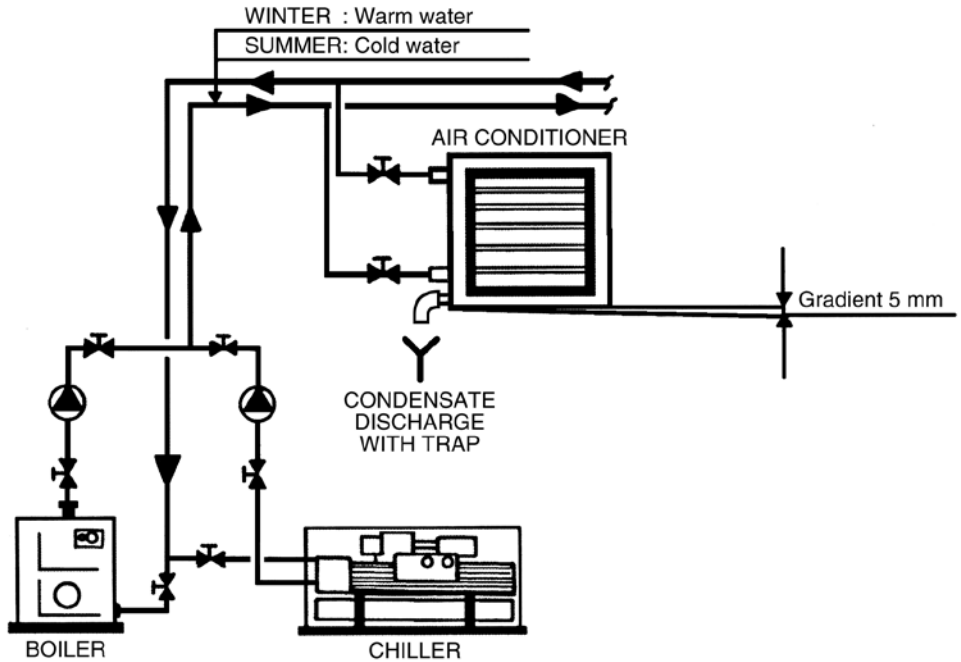 WINTER : Warm water
SUMMER: Cold water
AIR CONDITIONER
Gradient 5 mm
CONDENSATE
DISCHARGE
WITH TRAP
BOILER
CHILLER